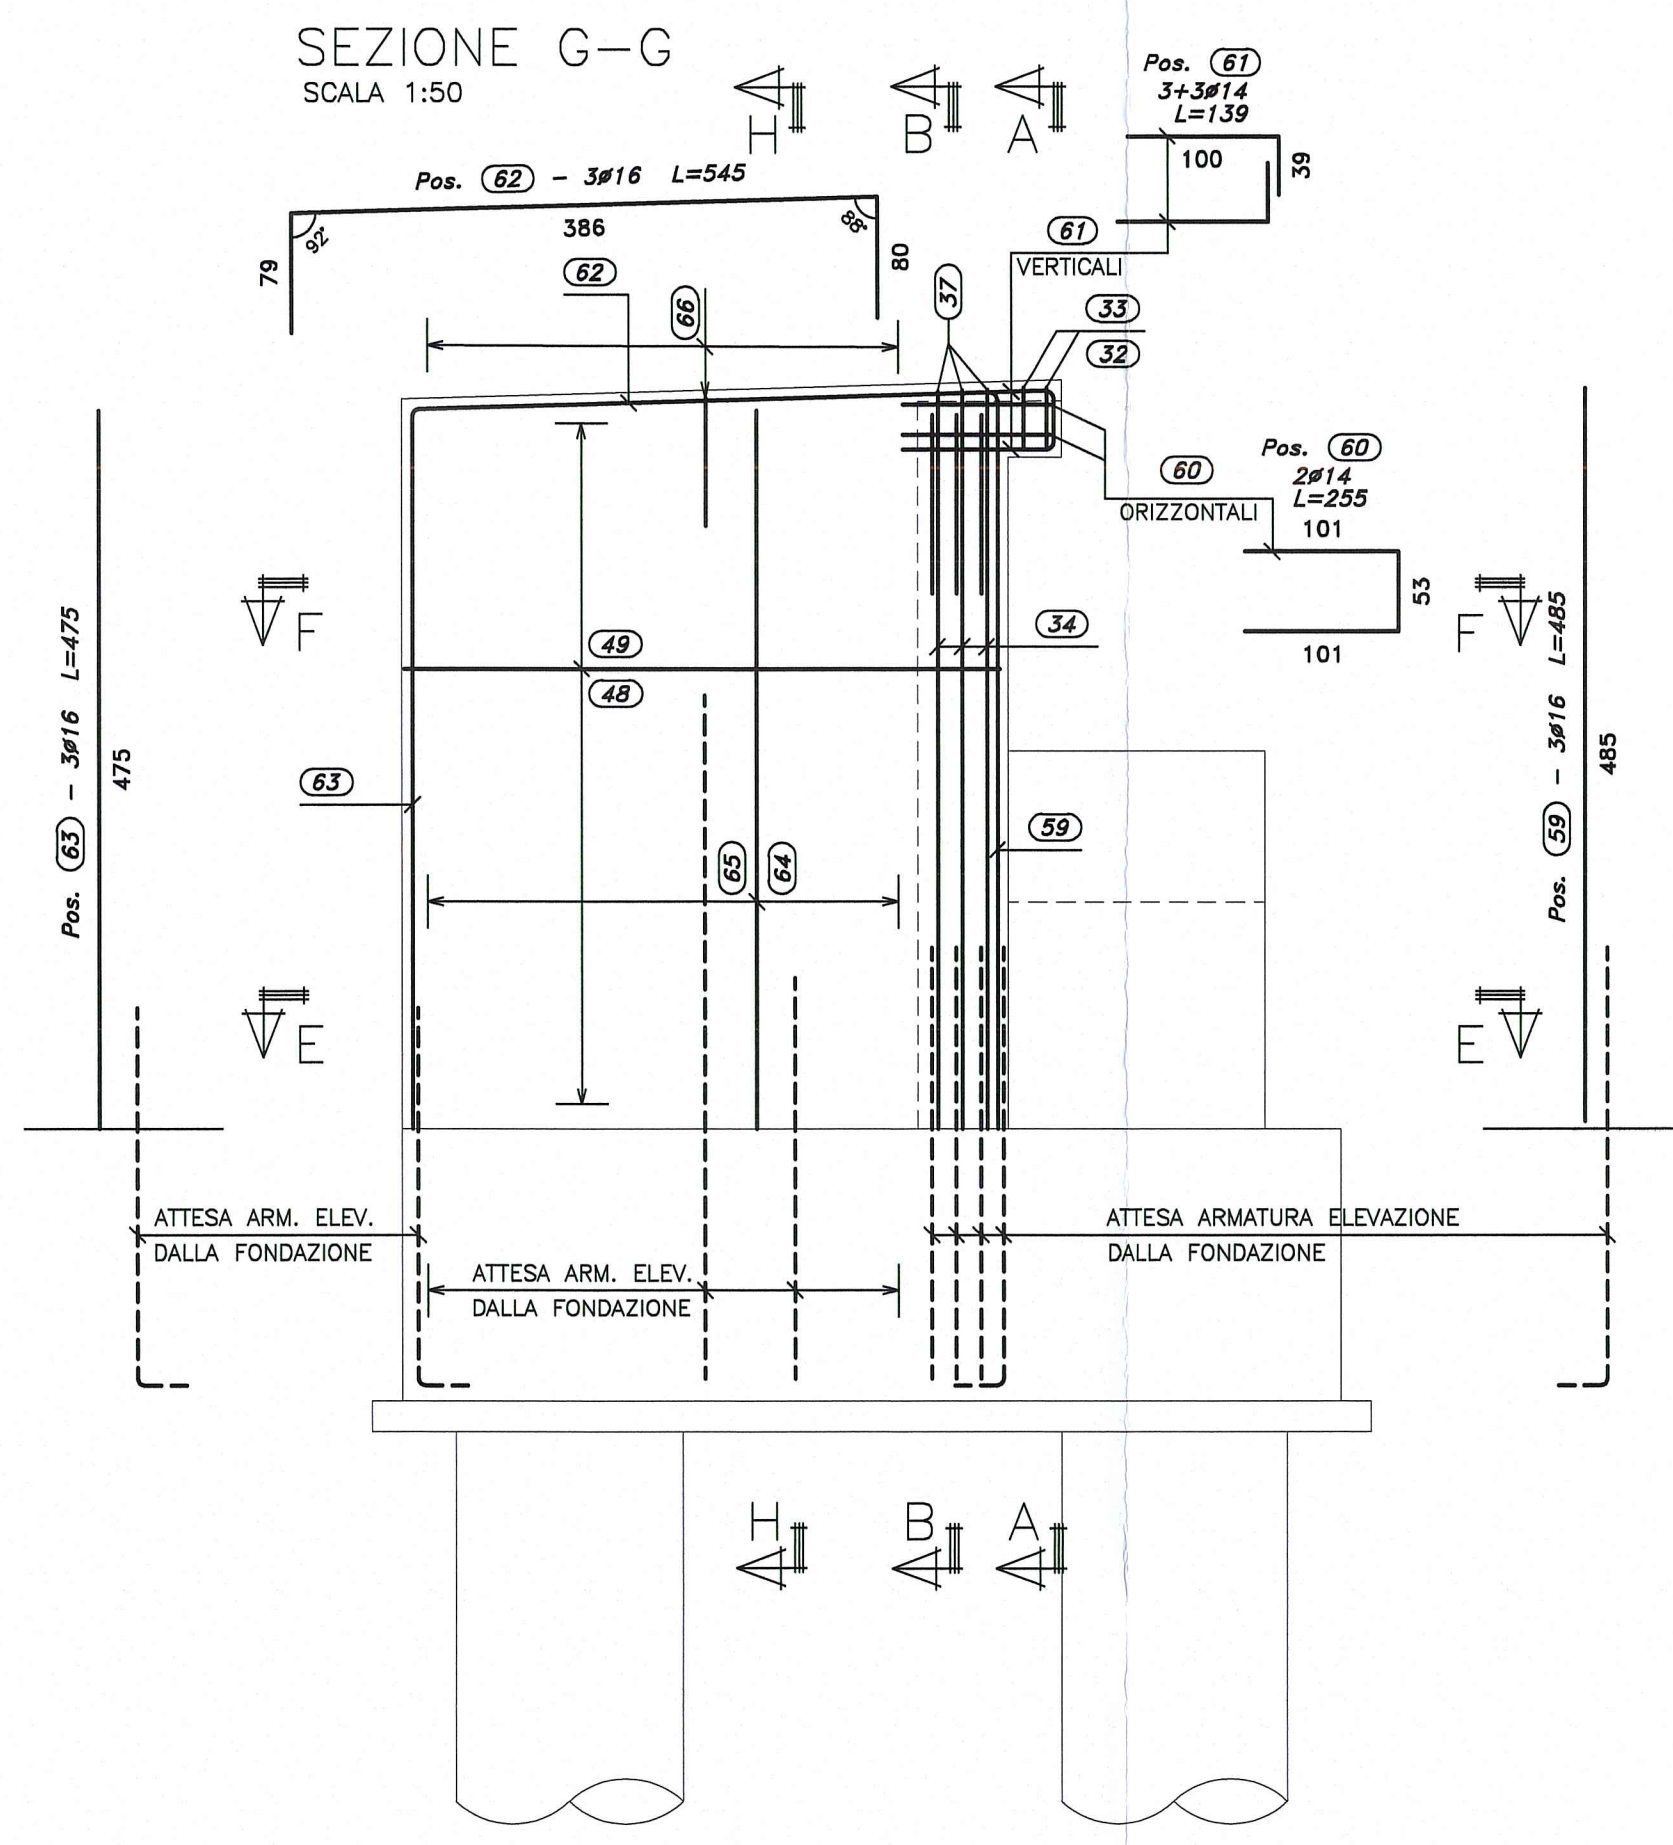 SEZIONE G-G
SCALA 1:50
H
B
A
Pos. 61
3+3ø14
L=139
100
39
Pos. 62 - 3ø16 L=545
92°
386
88°
79
80
62
66
37
61
VERTICALI
33
32
60
ORIZZONTALI
Pos. 60
2ø14
L=255
101
53
101
F
F
49
48
34
Pos. 63 - 3ø16 L=475
475
63
65
64
59
Pos. 59 - 3ø16 L=485
485
E
E
ATTESA ARM. ELEV.
DALLA FONDAZIONE
ATTESA ARM. ELEV.
DALLA FONDAZIONE
ATTESA ARMATURA ELEVAZIONE
DALLA FONDAZIONE
H
B
A